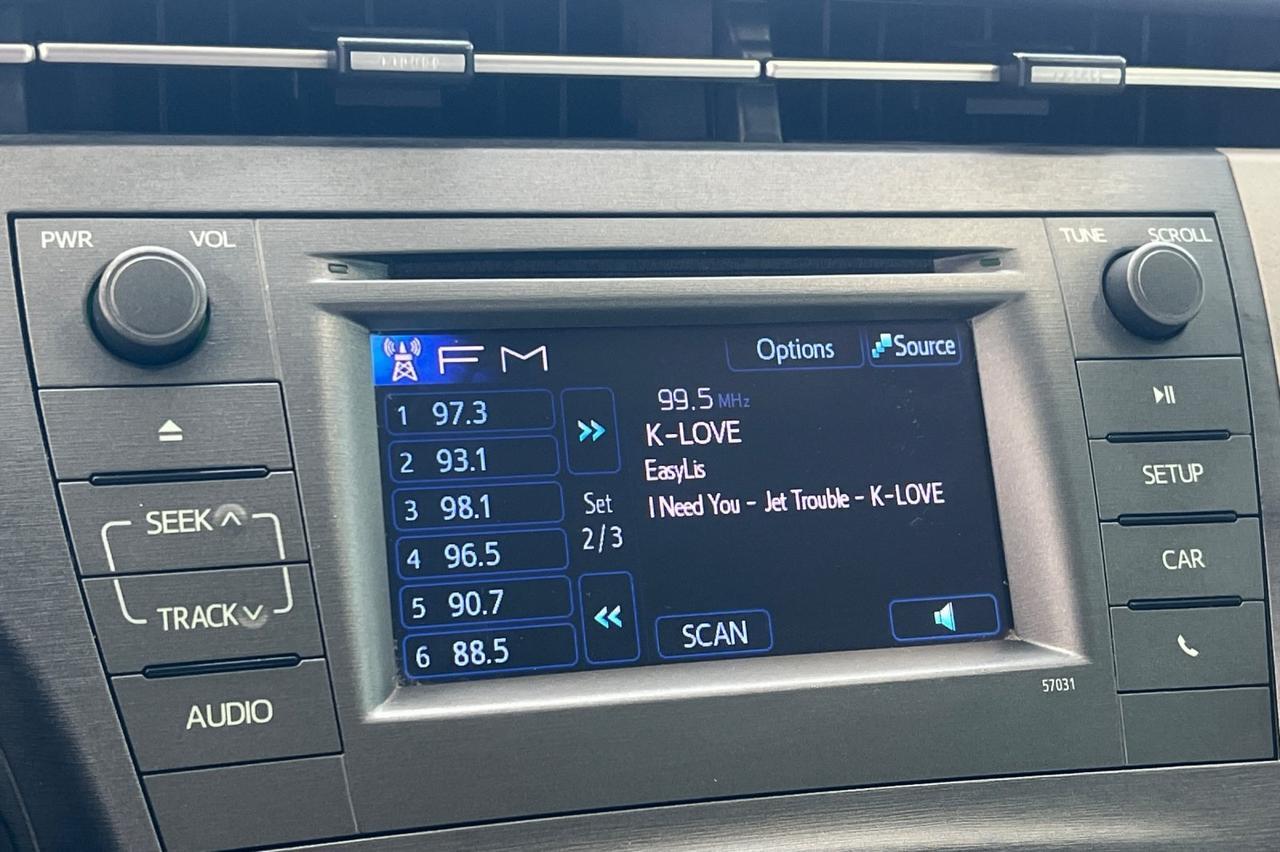 PWR VOL
TUNE SCROLL
FM
Options
Source
1 97.3
2 93.1
3 98.1
4 96.5
5 90.7
6 88.5
Set
2/3
99.5 MHz
K-LOVE
EasyLis
I Need You - Jet Trouble - K-LOVE
SCAN
SEEK
TRACK
AUDIO
SETUP
CAR
57031